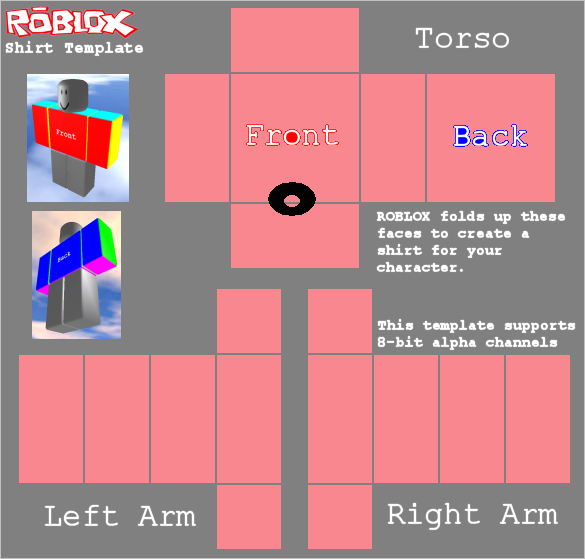 ROBLOX
Shirt Template
Torso
Front
Back
Front
ROBLOX folds up these
faces to create a
shirt for your
character.
Back
This template supports
8-bit alpha channels
Left Arm
Right Arm